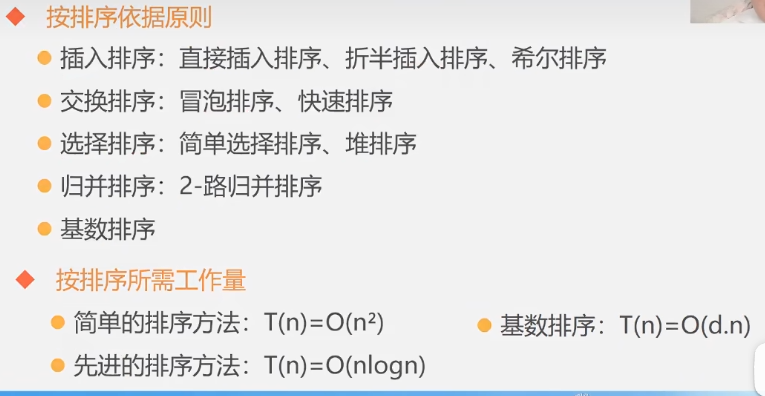 按排序依据原则
插入排序：直接插入排序、折半插入排序、希尔排序
交换排序：冒泡排序、快速排序
选择排序：简单选择排序、堆排序
归并排序：2-路归并排序
基数排序
按排序所需工作量
简单的排序方法：T(n)=O(n²)
基数排序：T(n)=O(d.n)
先进的排序方法：T(n)=O(nlogn)